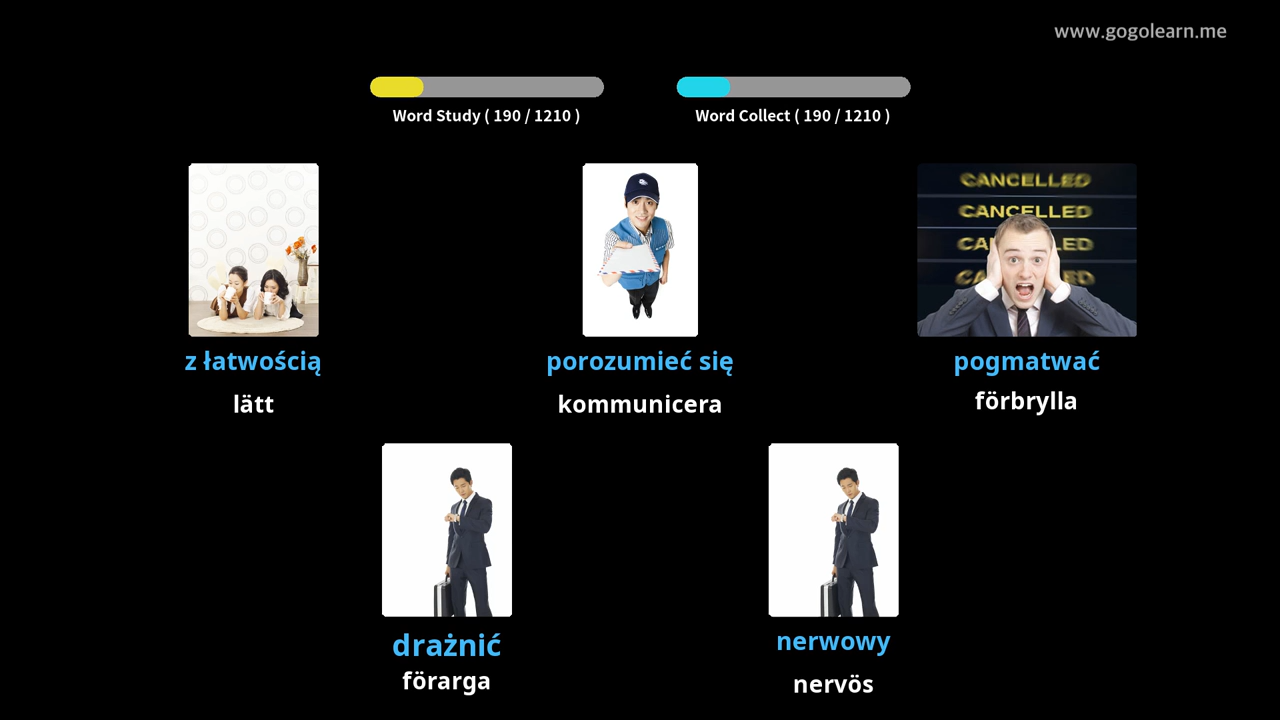 www.gogolearn.me
Word Study ( 190 / 1210 )
Word Collect ( 190 / 1210 )
CANCELLED
CANCELLED
z łatwością
porozumieć się
pogmatwać
lätt
kommunicera
förbrylla
drażnić
nerwowy
förarga
nervös